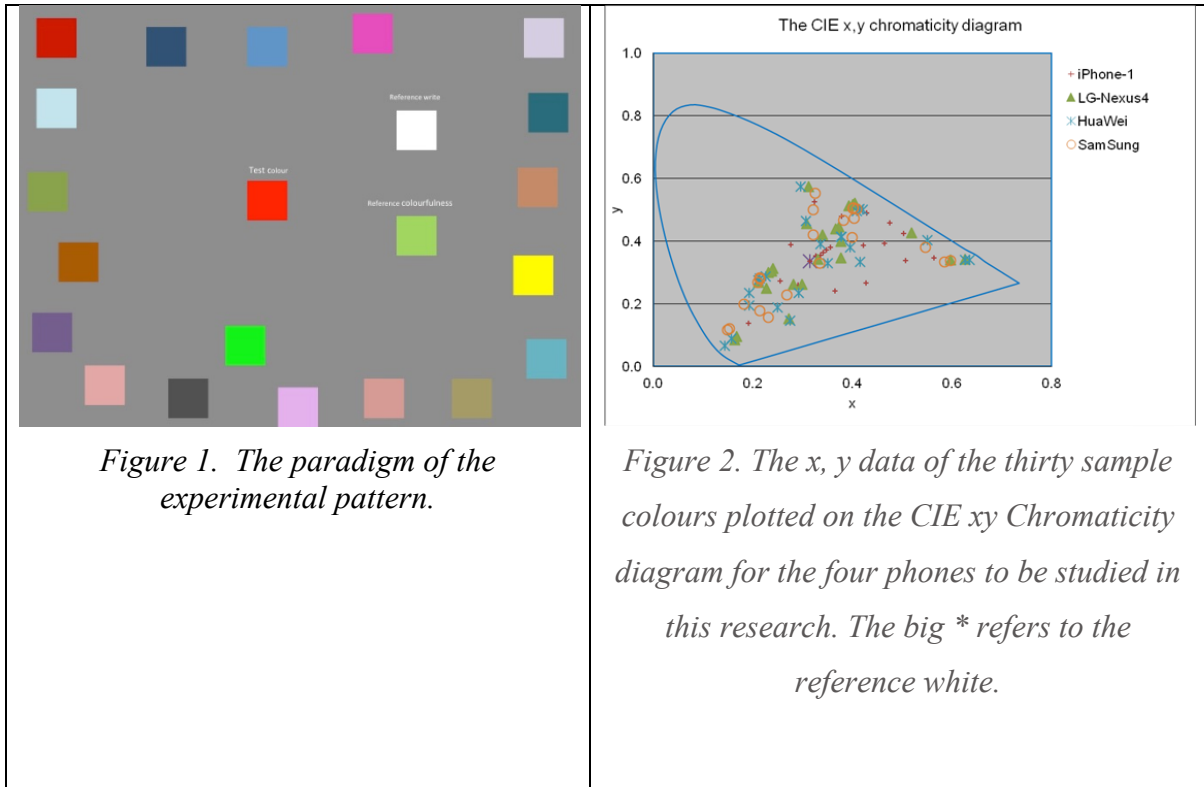 Reference write
Test colour
Reference colourfulness
Figure 1.  The paradigm of the
experimental pattern.
The CIE x,y chromaticity diagram
1.0
0.8
0.6
0.4
0.2
0.0
y
0.0 0.2 0.4 0.6 0.8
x
iPhone-1
LG-Nexus4
HuaWei
SamSung
Figure 2. The x, y data of the thirty sample
colours plotted on the CIE xy Chromaticity
diagram for the four phones to be studied in
this research. The big * refers to the
reference white.